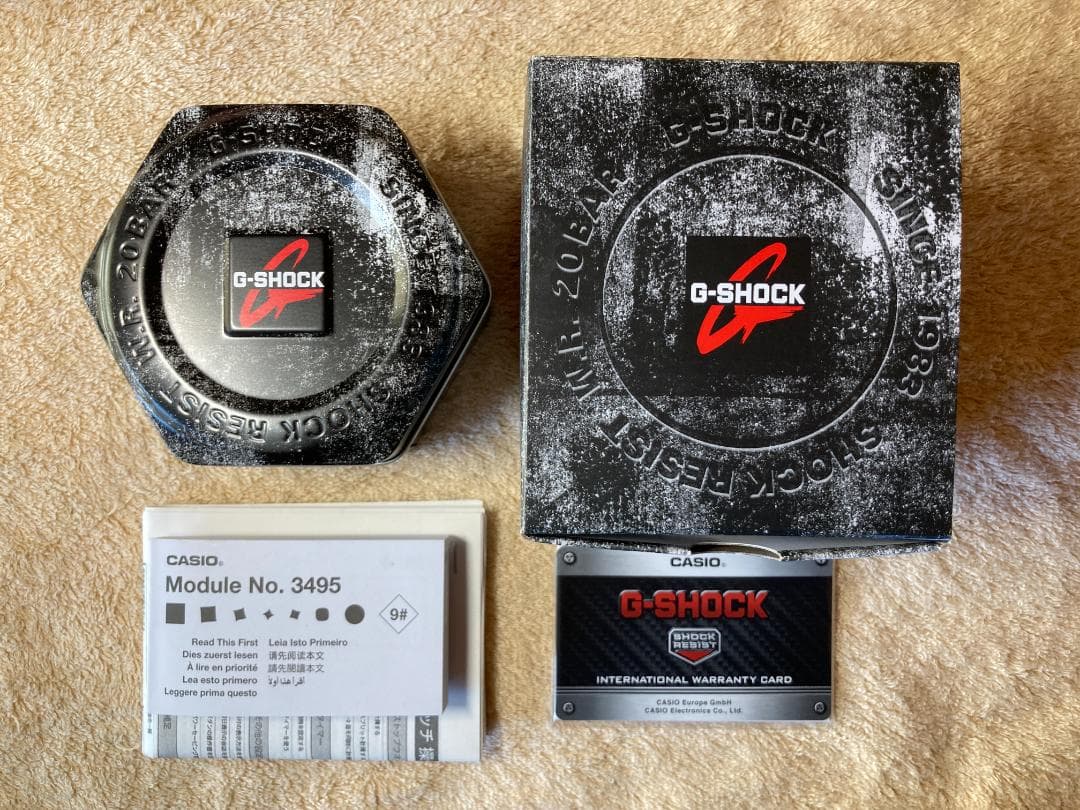 G-SHOCK
SINCE 1983
SHOCK RESIST
W.R. 20BAR
G-SHOCK
G-SHOCK
SINCE 1983
SHOCK RESIST
W.R. 20BAR
G-SHOCK
CASIO®
Module No. 3495
9#
Read This First Leia Isto Primeiro
Dies zuerst lesen 请先阅读本文
À lire en priorité 請先閱讀本文
Lea esto primero اقرأ هذا أولاً
Leggere prima questo
CASIO®
G-SHOCK
SHOCK
RESIST
INTERNATIONAL WARRANTY CARD
CASIO Europe GmbH
CASIO Electronics Co., Ltd.